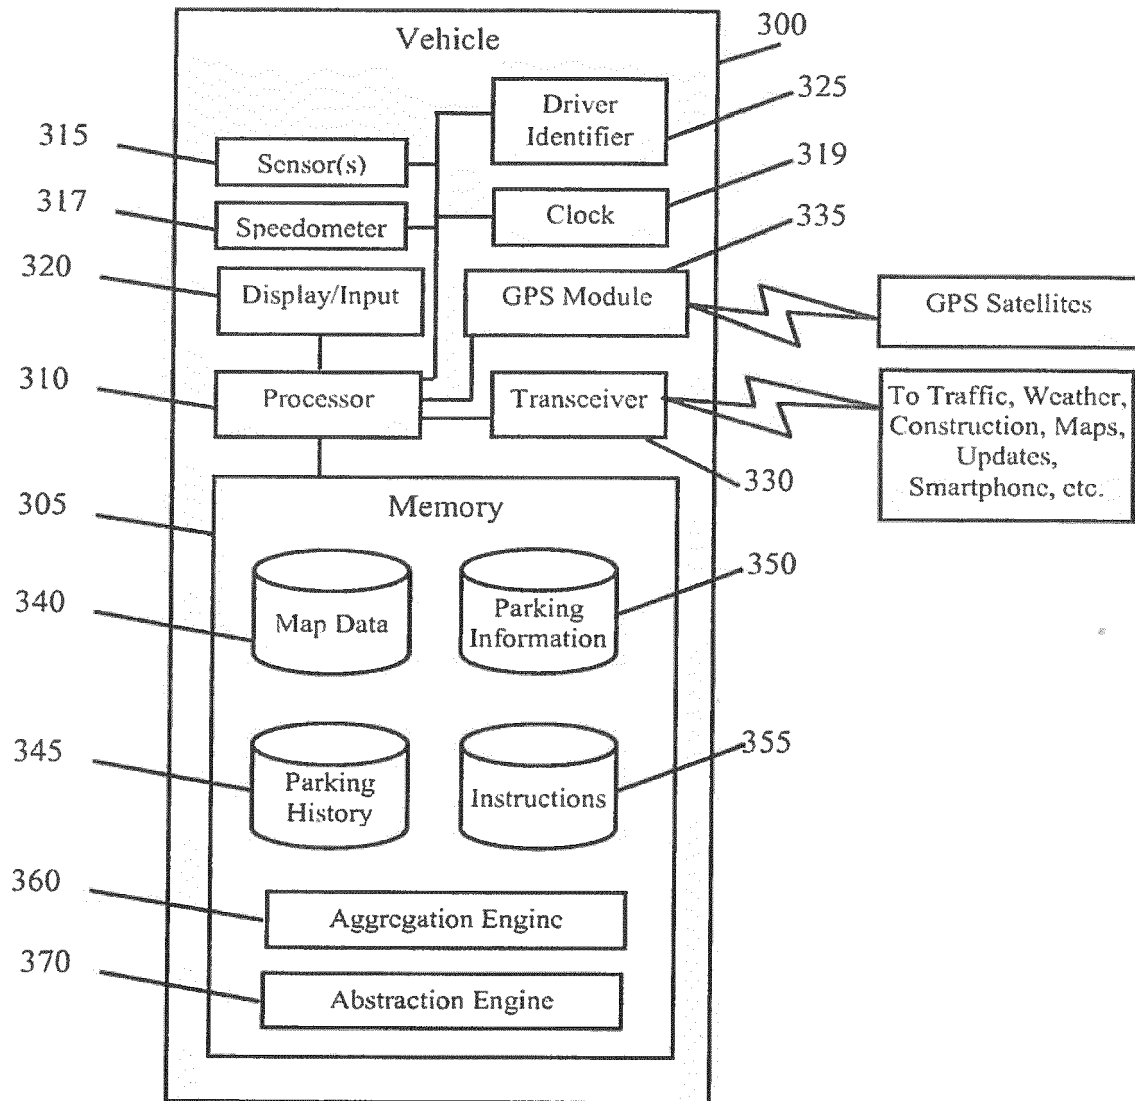 Vehicle
300
Driver
Identifier
325
315
Sensor(s)
319
317
Speedometer
Clock
335
320
Display/Input
GPS Module
GPS Satellites
310
Processor
Transceiver
To Traffic, Weather,
Construction, Maps,
Updates,
Smartphone, etc.
330
305
Memory
350
340
Map Data
Parking
Information
345
Parking
History
355
Instructions
360
Aggregation Engine
370
Abstraction Engine